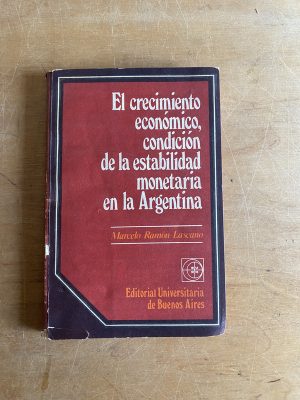 El crecimiento
económico,
condición
de la estabilidad
monetaria
en la Argentina
Marcelo Ramón Lascano
Editorial Universitaria
de Buenos Aires